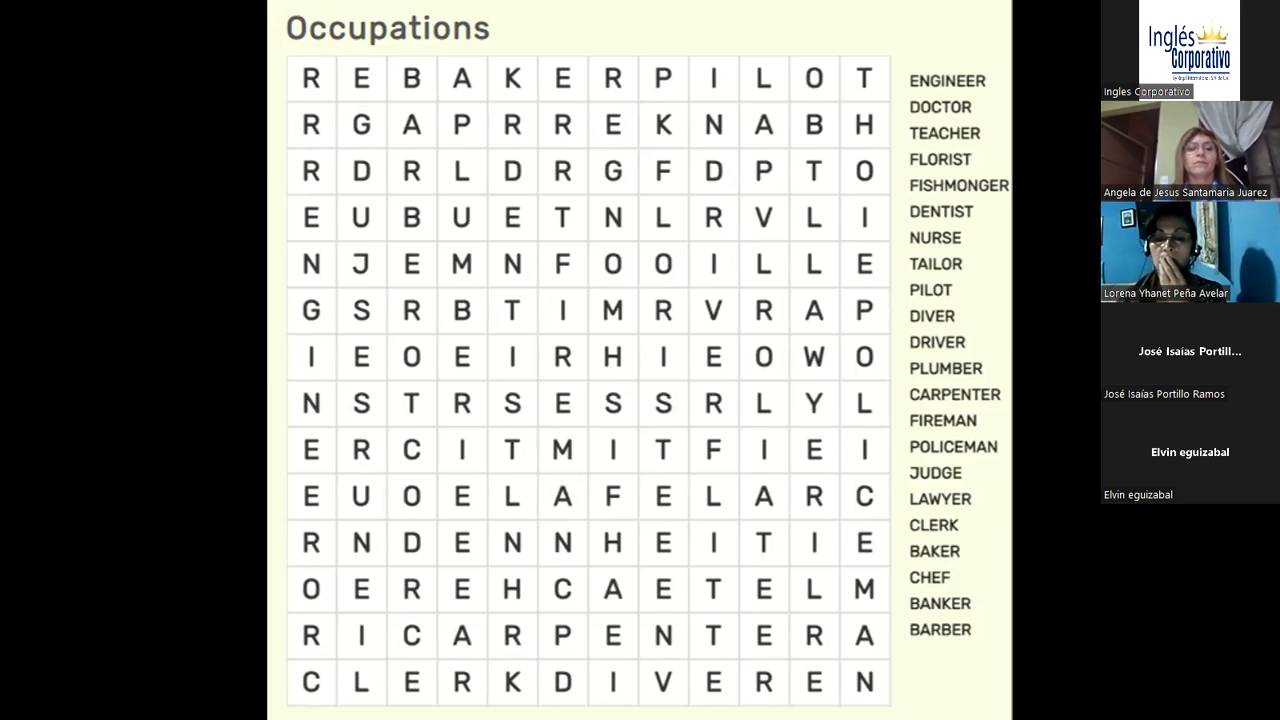 Occupations
R E B A K E R P I L O T
R G A P R R E K N A B H
R D R L D R G F D P T O
E U B U E T N L R V L I
N J E M N F O O I L L E
G S R B T I M R V R A P
I E O E I R H I E O W O
N S T R S E S S R L Y L
E R C I T M I T F I E I
E U O E L A F E L A R C
R N D E N N H E I T I E
O E R E H C A E T E L M
R I C A R P E N T E R A
C L E R K D I V E R E N
ENGINEER
DOCTOR
TEACHER
FLORIST
FISHMONGER
DENTIST
NURSE
TAILOR
PILOT
DIVER
DRIVER
PLUMBER
CARPENTER
FIREMAN
POLICEMAN
JUDGE
LAWYER
CLERK
BAKER
CHEF
BANKER
BARBER
Inglés
Corporativo
Ingles Corporativo
Angela de Jesus Santamaria Juarez
Lorena Yhanet Peña Avelar
José Isaías Portill...
José Isaías Portillo Ramos
Elvin eguizabal
Elvin eguizabal